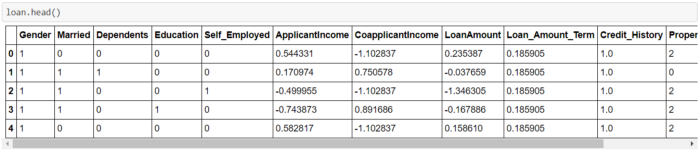 loan.head()
Gender Married Dependents Education Self_Employed ApplicantIncome CoapplicantIncome LoanAmount Loan_Amount_Term Credit_History Proper
0 1 0 0 0 0 0.544331 -1.102837 0.235387 0.185905 1.0 2
1 1 1 1 0 0 0.170974 0.750578 -0.037659 0.185905 1.0 0
2 1 1 0 0 1 -0.499955 -1.102837 -1.346305 0.185905 1.0 2
3 1 1 0 1 0 -0.743873 0.891686 -0.167886 0.185905 1.0 2
4 1 0 0 0 0 0.582817 -1.102837 0.158610 0.185905 1.0 2